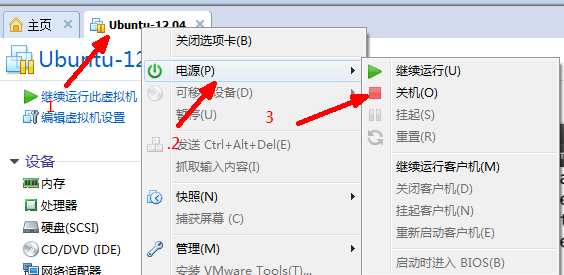 主页
Ubuntu-12.04
Ubuntu-12
1
继续运行此虚拟机
编辑虚拟机设置
设备
内存
处理器
硬盘(SCSI)
CD/DVD (IDE)
网络适配器
关闭选项卡(B)
电源(P)
可移动设备(D)
暂停(U)
.2
发送 Ctrl+Alt+Del(E)
抓取输入内容(I)
快照(N)
捕获屏幕 (C)
管理(M)
安装 VMware Tools(T)...
3
继续运行(U)
关机(O)
挂起(S)
重置(R)
继续运行客户机(M)
关闭客户机(D)
挂起客户机(N)
重新启动客户机(E)
启动时进入 BIOS(B)